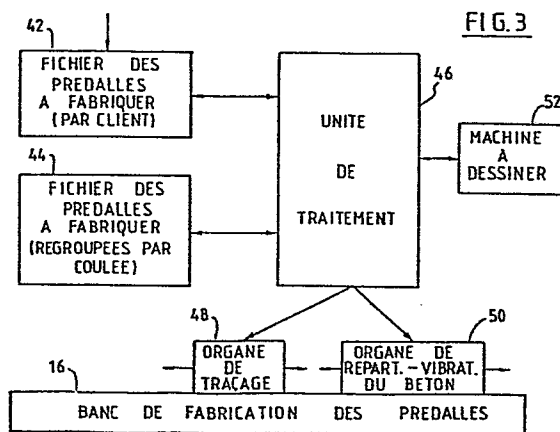 FIG.3
42
FICHIER DES
PREDALLES
A FABRIQUER
(PAR CLIENT)
46
UNITE
DE
TRAITEMENT
52
MACHINE
À
DESSINER
44
FICHIER DES
PREDALLES
A FABRIQUER
(REGROUPEES PAR
COULEE)
48
ORGANE
DE
TRAÇAGE
50
ORGANE DE
REPART.-VIBRAT.
DU BETON
16
BANC DE FABRICATION DES PREDALLES